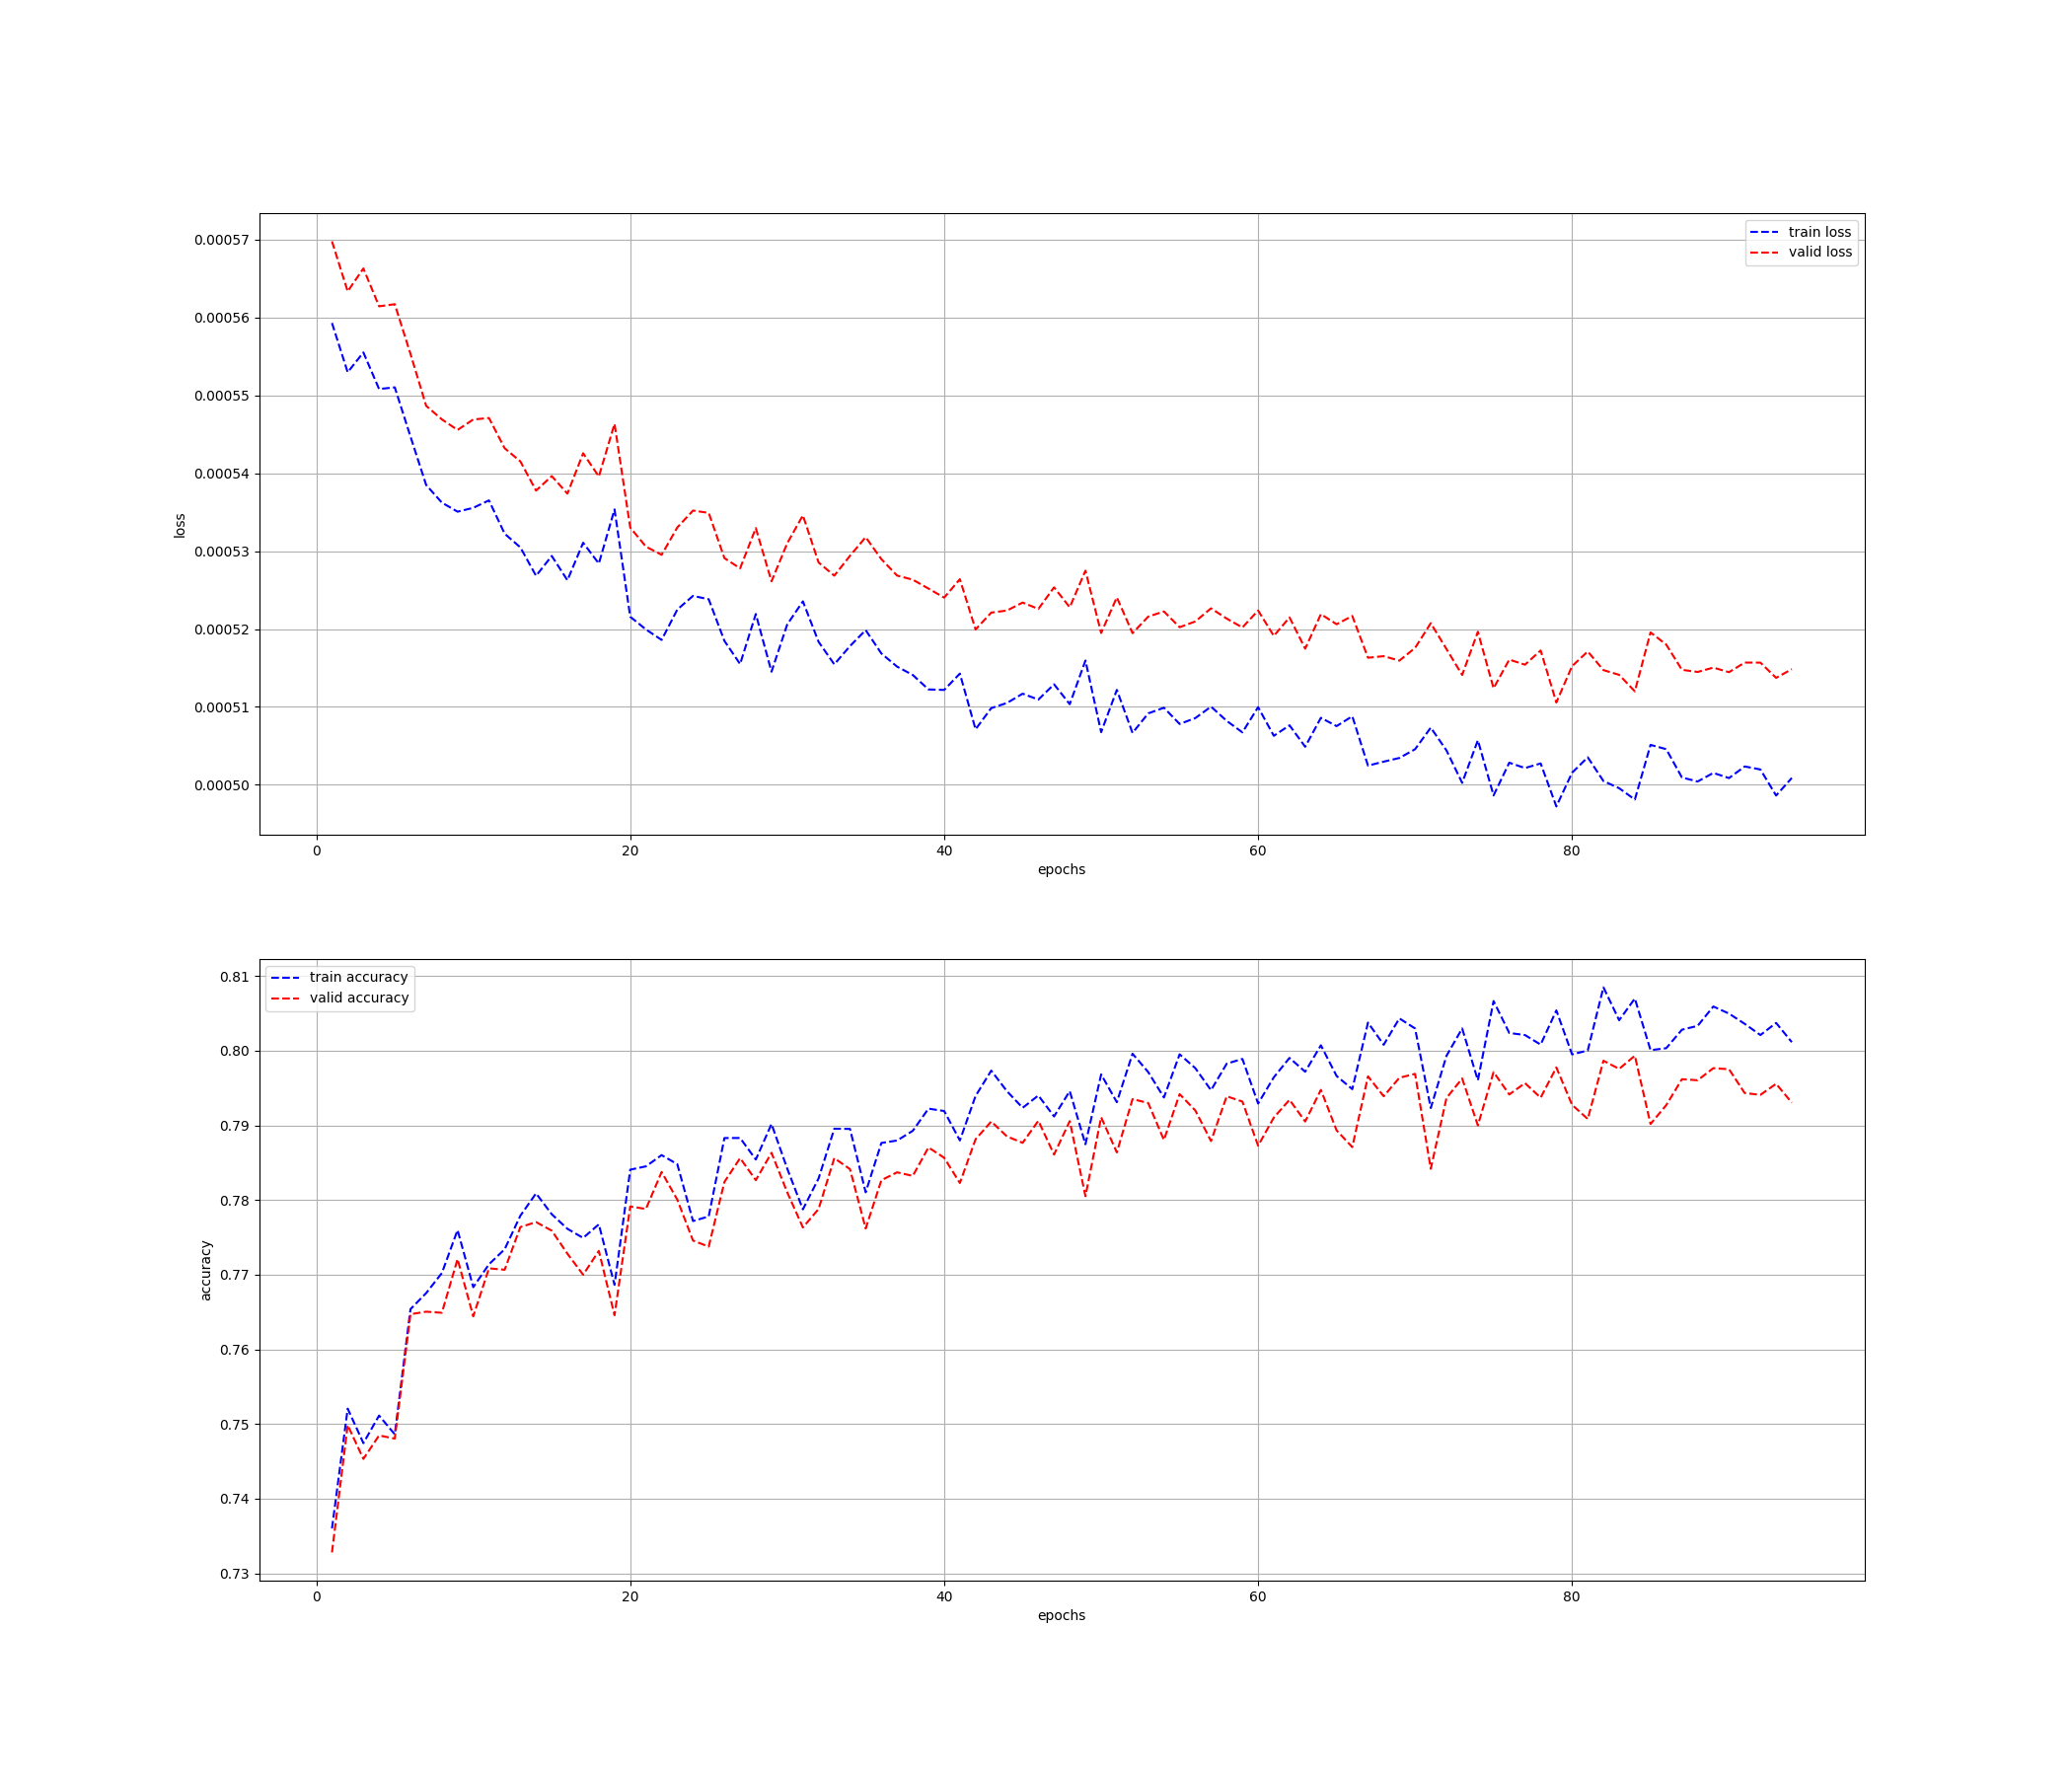 0.00057
0.00056
0.00055
0.00054
0.00053
0.00052
0.00051
0.00050
loss
train loss
valid loss
0 20 40 60 80
epochs
0.81
0.80
0.79
0.78
0.77
0.76
0.75
0.74
0.73
accuracy
train accuracy
valid accuracy
0 20 40 60 80
epochs